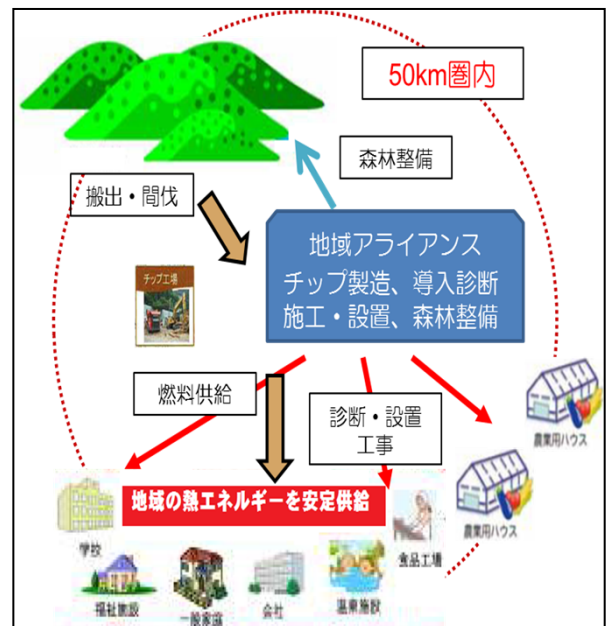 50km圏内
森林整備
搬出・間伐
地域アライアンス
チップ製造、導入診断
施工・設置、森林整備
チップ工場
燃料供給
診断・設置
工事
農業用ハウス
地域の熱エネルギーを安定供給
農業用ハウス
学校
食品工場
福祉施設
一般家庭
会社
温泉施設